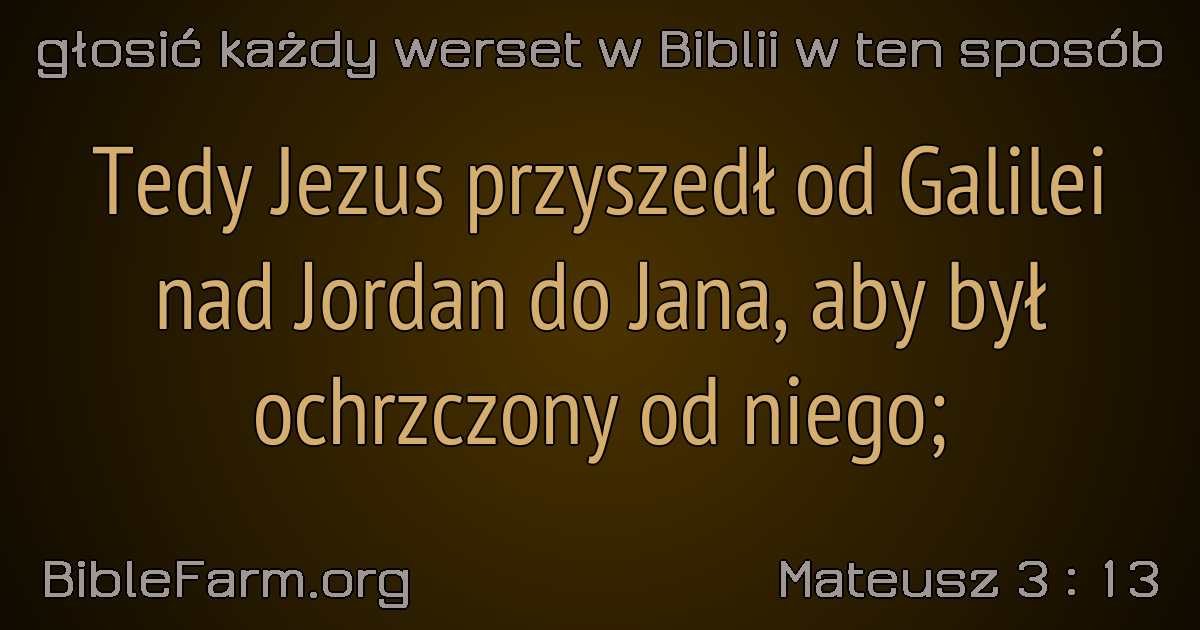 głosić każdy werset w Biblii w ten sposób
Tedy Jezus przyszedł od Galilei
nad Jordan do Jana, aby był
ochrzczony od niego;
BibleFarm.org
Mateusz 3 : 13